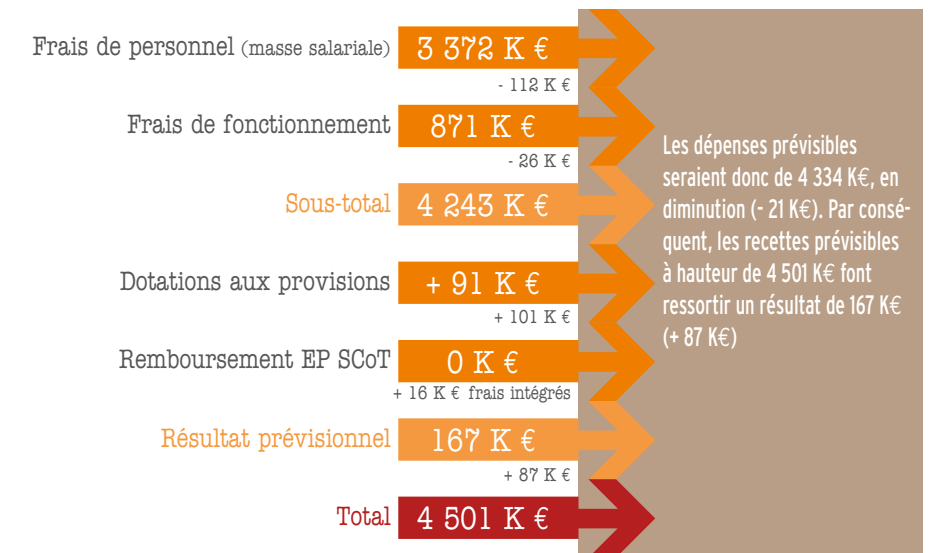 Frais de personnel (masse salariale) 3 372 K €
- 112 K €
Frais de fonctionnement 871 K €
- 26 K €
Sous-total 4 243 K €
Dotations aux provisions + 91 K €
+ 101 K €
Remboursement EP SCoT 0 K €
+ 16 K € frais intégrés
Résultat prévisionnel 167 K €
+ 87 K €
Total 4 501 K €
Les dépenses prévisibles
seraient donc de 4 334 K€, en
diminution (- 21 K€). Par consé-
quent, les recettes prévisibles
à hauteur de 4 501 K€ font
ressortir un résultat de 167 K€
(+ 87 K€)